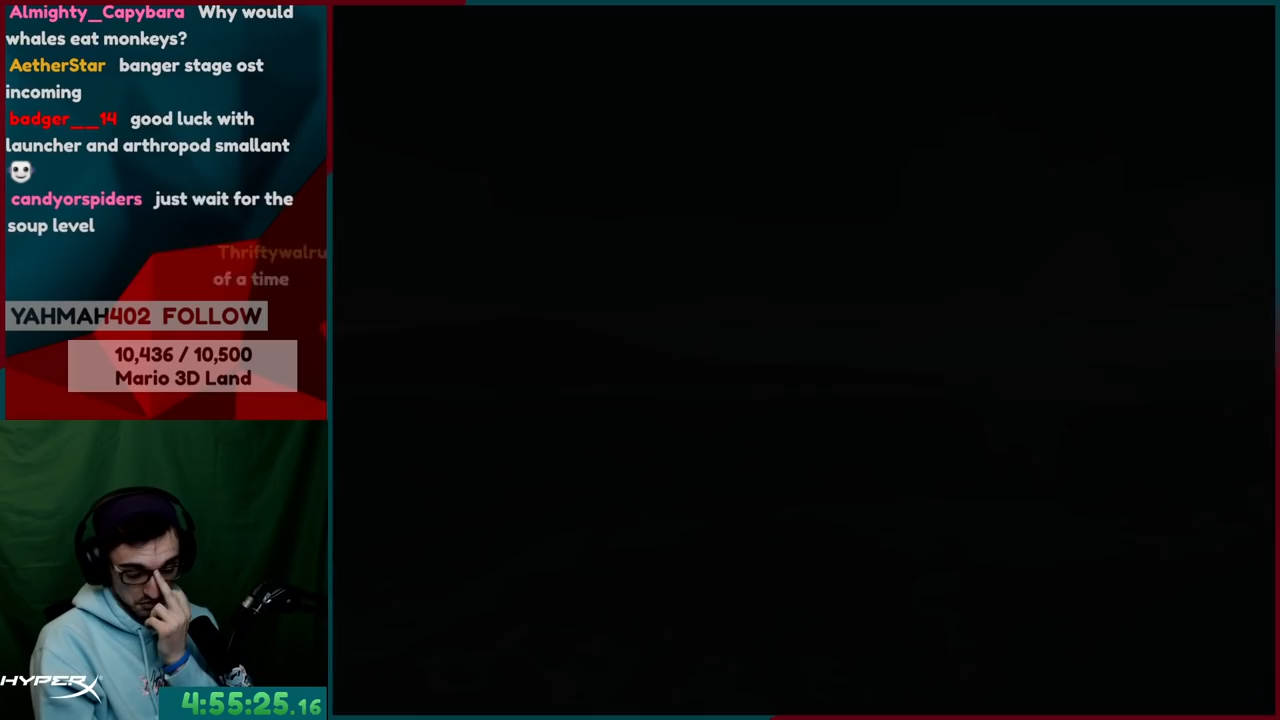 Almighty_Capybara Why would
whales eat monkeys?
AetherStar banger stage ost
incoming
badger__14 good luck with
launcher and arthropod smallant
candyorspiders just wait for the
soup level
Thriftywalru
of a time
YAHMAH402 FOLLOW
10,436 / 10,500
Mario 3D Land
HYPERX
4:55:25.16